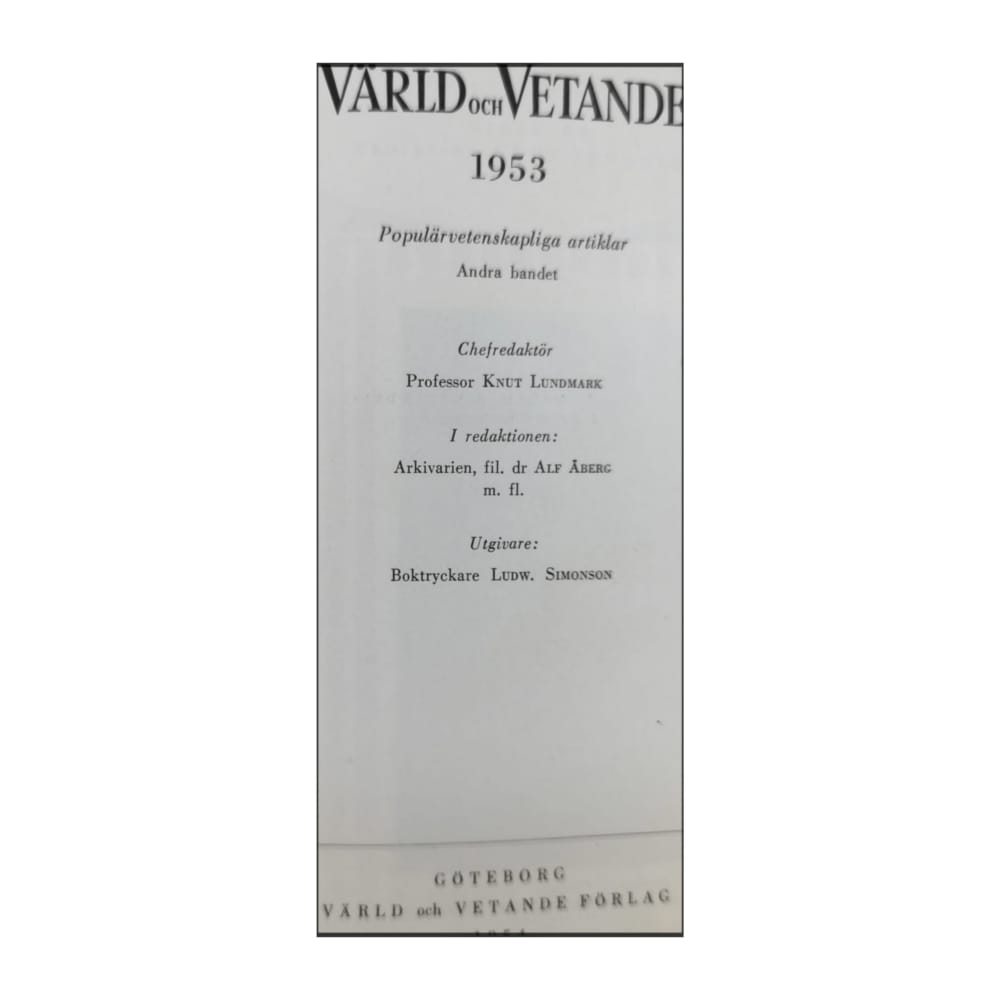 VÄRLD OCH VETANDE
1953
Populärvetenskapliga artiklar
Andra bandet
Chefredaktör
Professor KNUT LUNDMARK
I redaktionen:
Arkivarien, fil. dr ALF ÅBERG
m. fl.
Utgivare:
Boktryckare LUDW. SIMONSON
GÖTEBORG
VÄRLD och VETANDE FÖRLAG